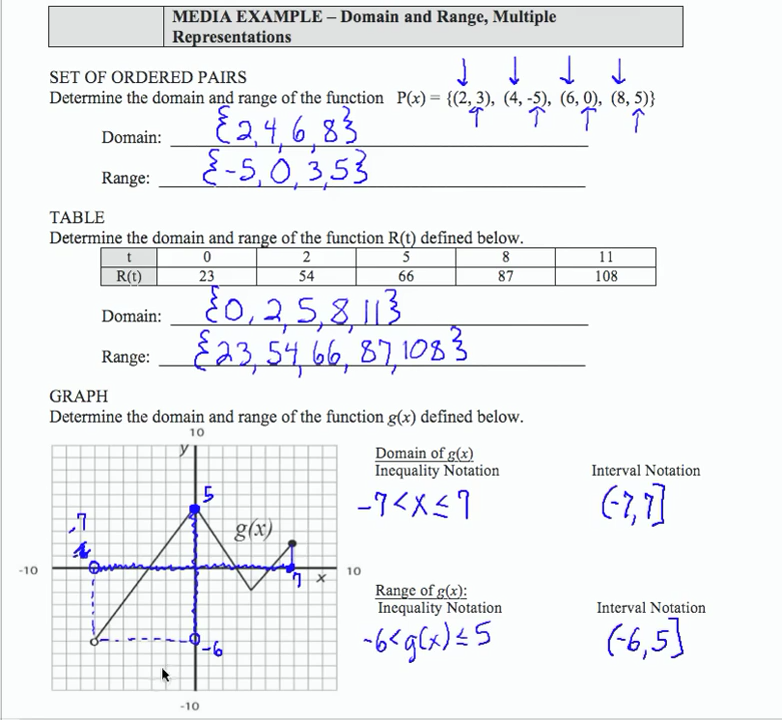 MEDIA EXAMPLE – Domain and Range, Multiple
Representations
SET OF ORDERED PAIRS
Determine the domain and range of the function P(x) = {(2, 3), (4, -5), (6, 0), (8, 5)}
Domain: {2, 4, 6, 8}
Range: {-5, 0, 3, 5}
TABLE
Determine the domain and range of the function R(t) defined below.
t 0 2 5 8 11
R(t) 23 54 66 87 108
Domain: {0, 2, 5, 8, 11}
Range: {23, 54, 66, 87, 108}
GRAPH
Determine the domain and range of the function g(x) defined below.
10
y
5
-7
g(x)
-10
7
x
10
-6
-10
Domain of g(x)
Inequality Notation Interval Notation
-7 < x ≤ 7 (-7, 7]
Range of g(x):
Inequality Notation Interval Notation
-6 < g(x) ≤ 5 (-6, 5]